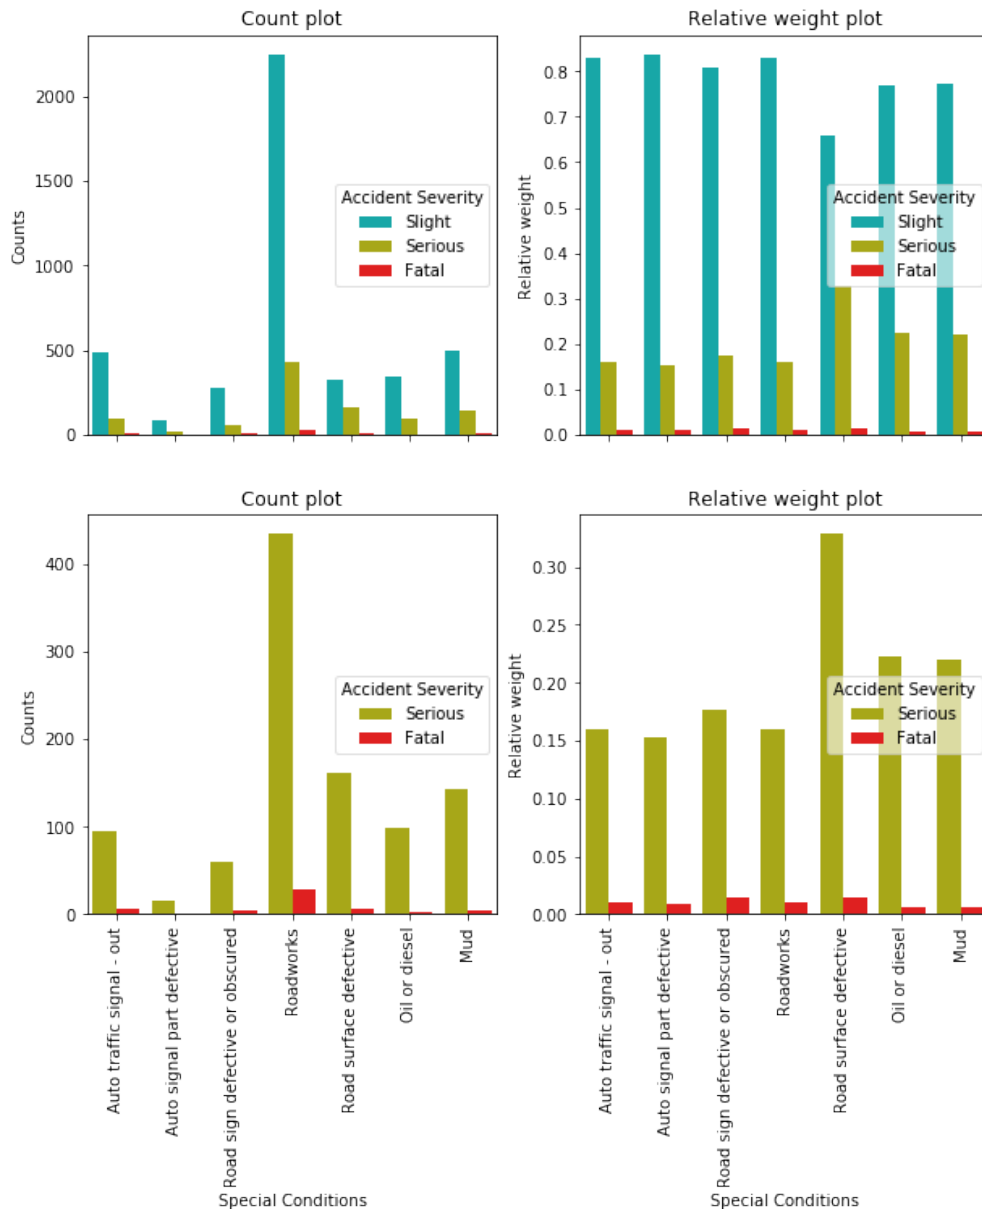 Count plot
2000
1500
1000
500
0
Counts
Accident Severity
Slight
Serious
Fatal
Relative weight plot
0.8
0.7
0.6
0.5
0.4
0.3
0.2
0.1
0.0
Relative weight
Accident Severity
Slight
Serious
Fatal
Count plot
400
300
200
100
0
Counts
Accident Severity
Serious
Fatal
Auto traffic signal - out
Auto signal part defective
Road sign defective or obscured
Roadworks
Road surface defective
Oil or diesel
Mud
Special Conditions
Relative weight plot
0.30
0.25
0.20
0.15
0.10
0.05
0.00
Relative weight
Accident Severity
Serious
Fatal
Auto traffic signal - out
Auto signal part defective
Road sign defective or obscured
Roadworks
Road surface defective
Oil or diesel
Mud
Special Conditions